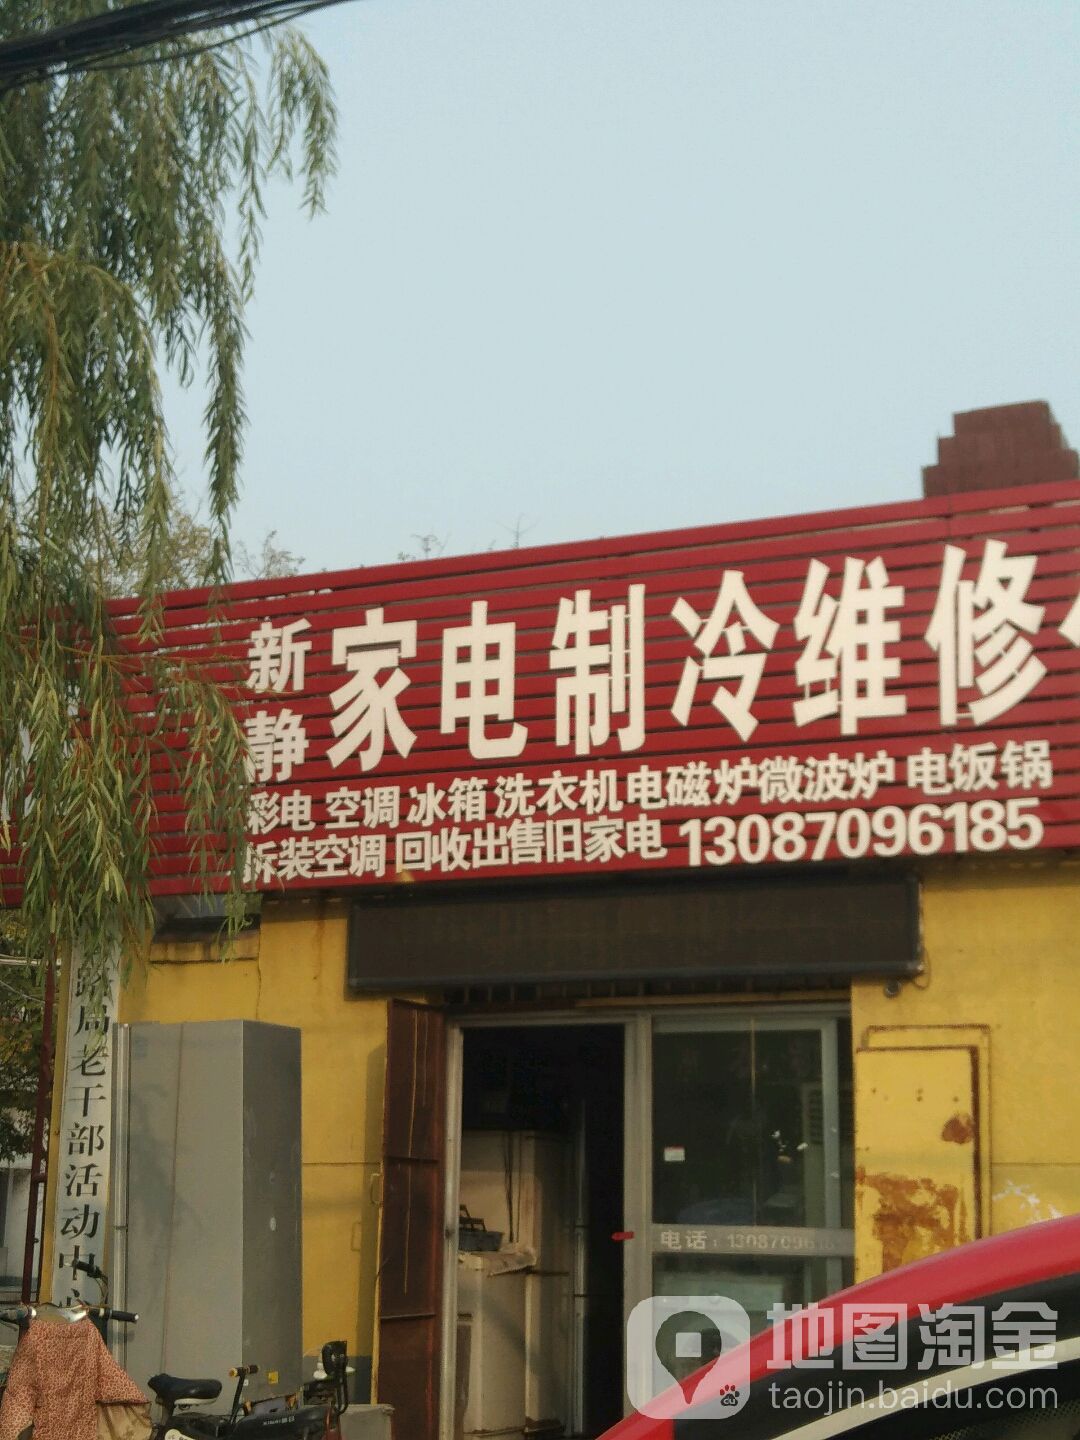 新静
家电制冷维修
彩电 空调 冰箱 洗衣机 电磁炉 微波炉 电饭锅
拆装空调 回收出售旧家电 13087096185
局老干部活动中心
电话：130870961
地图淘金
taojin.baidu.com